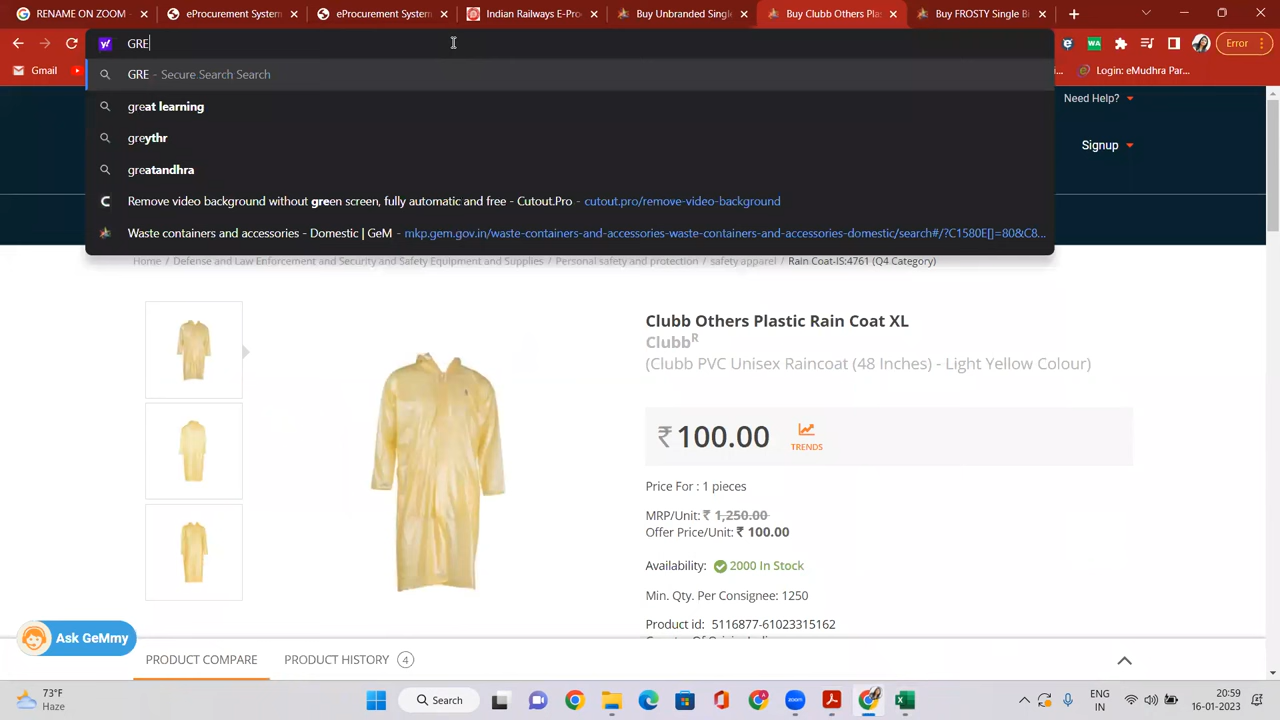 RESTRICTED ZONE
eProcurement System
eProcurement System
Indian Railways E-Pro
Buy Unbranded Single
Buy Clubb Others Pla
Buy FROSTY Single Br
GRE
WA
Error
GRE - Secure Search Search
Gmail
Login: eMudhra Par...
great learning
Need Help?
greythr
Signup
greatandhra
Remove video background without green screen, fully automatic and free - Cutout.Pro - cutout.pro/remove-video-background
Waste containers and accessories - Domestic | GeM - mkp.gem.gov.in/waste-containers-and-accessories-waste-containers-and-accessories-domestic/search#/?C1580E[]=80&C8...
Home / Defense and Law Enforcement and Security and Safety Equipment and Supplies / Personal safety and protection / safety apparel / Rain Coat-IS:4761 (Q4 Category)
Clubb Others Plastic Rain Coat XL
Clubb R
(Clubb PVC Unisex Raincoat (48 Inches) - Light Yellow Colour)
₹ 100.00
TRENDS
Price For : 1 pieces
MRP/Unit: ₹ 1,250.00
Offer Price/Unit: ₹ 100.00
Availability: 2000 In Stock
Min. Qty. Per Consignee: 1250
Product id: 5116877-61023315162
Ask GeMmy
PRODUCT COMPARE
PRODUCT HISTORY 4
73°F
Haze
Search
ENG
IN
20:59
16-01-2023